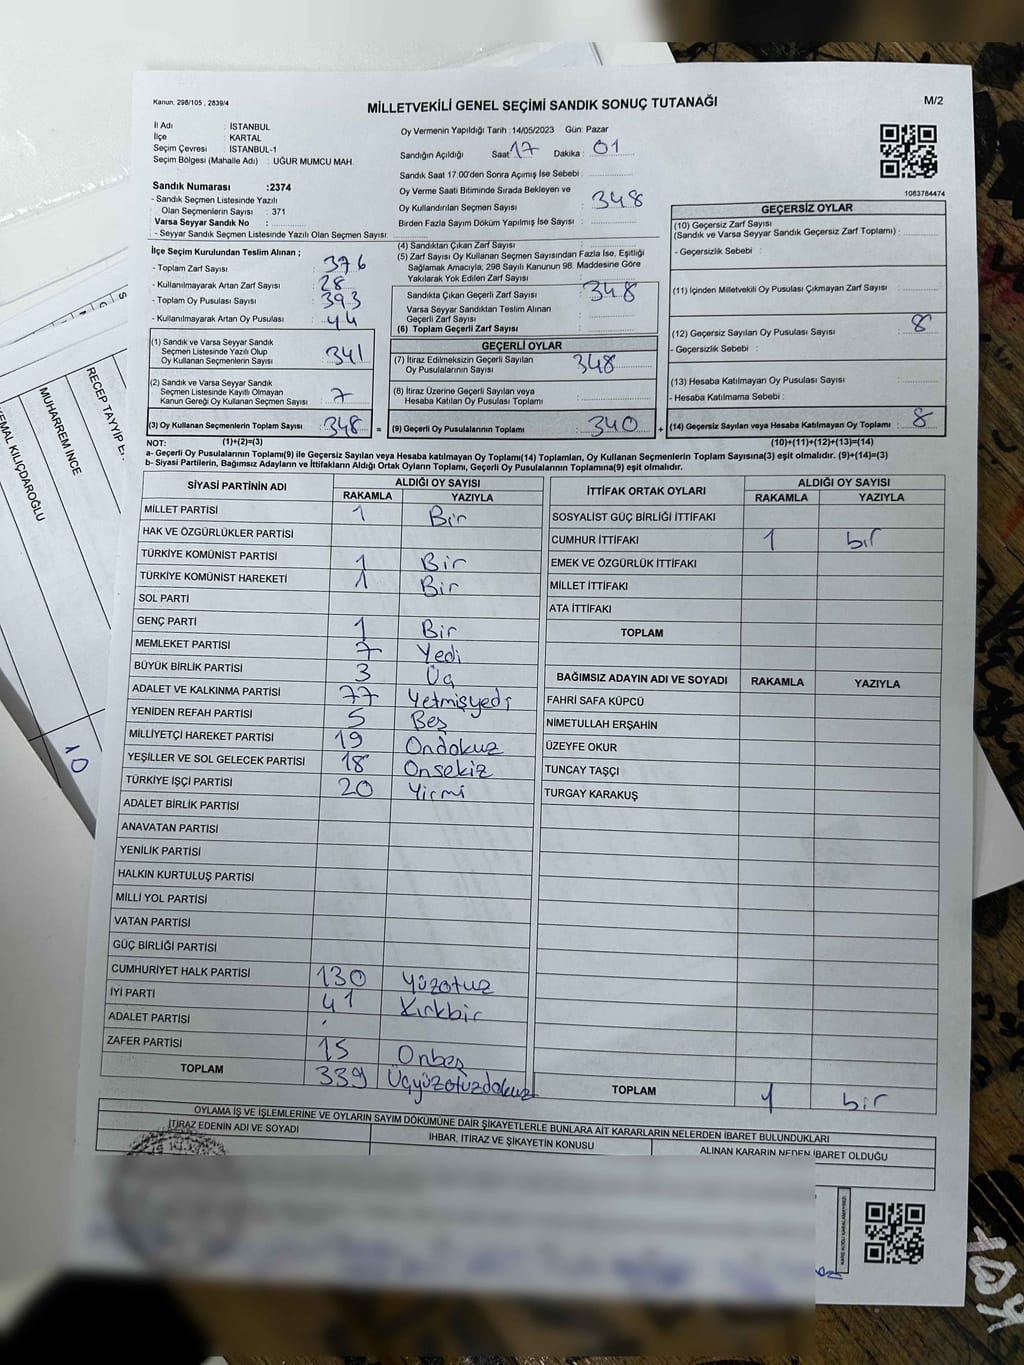 Kanun: 298/105 , 2839/4
MİLLETVEKİLİ GENEL SEÇİMİ SANDIK SONUÇ TUTANAĞI
M/2
İl Adı : İSTANBUL
İlçe : KARTAL
Seçim Çevresi : İSTANBUL-1
Seçim Bölgesi (Mahalle Adı) : UĞUR MUMCU MAH.
Sandık Numarası :2374
- Sandık Seçmen Listesinde Yazılı
Olan Seçmenlerin Sayısı : 371
Varsa Seyyar Sandık No :
- Seyyar Sandık Seçmen Listesinde Yazılı Olan Seçmen Sayısı:
Oy Vermenin Yapıldığı Tarih :14/05/2023 Gün: Pazar
Sandığın Açıldığı Saat: 17 Dakika : 01
Sandık Saat 17:00'den Sonra Açımış İse Sebebi :
Oy Verme Saati Bitiminde Sırada Bekleyen ve
Oy Kullandırılan Seçmen Sayısı : 348
Birden Fazla Sayım Döküm Yapılmış İse Sayısı :
1083784474
İlçe Seçim Kurulundan Teslim Alınan ;
- Toplam Zarf Sayısı : 376
- Kullanılmayarak Artan Zarf Sayısı : 28
- Toplam Oy Pusulası Sayısı : 393
- Kullanılmayarak Artan Oy Pusulası : 44
(1) Sandık ve Varsa Seyyar Sandık
Seçmen Listesinde Yazılı Olup
Oy Kullanan Seçmenlerin Sayısı : 341
(2) Sandık ve Varsa Seyyar Sandık
Seçmen Listesinde Kayıtlı Olmayan
Kanun Gereği Oy Kullanan Seçmen Sayısı : 7
(3) Oy Kullanan Seçmenlerin Toplam Sayısı : 348 =
(4) Sandıktan Çıkan Zarf Sayısı :
(5) Zarf Sayısı Oy Kullanan Seçmen Sayısından Fazla İse, Eşitliği
Sağlamak Amacıyla, 298 Sayılı Kanunun 98. Maddesine Göre
Yakılarak Yok Edilen Zarf Sayısı :
Sandıkta Çıkan Geçerli Zarf Sayısı : 348
Varsa Seyyar Sandıktan Teslim Alınan
Geçerli Zarf Sayısı :
(6) Toplam Geçerli Zarf Sayısı :
GEÇERLİ OYLAR
(7) İtiraz Edilmeksizin Geçerli Sayılan
Oy Pusulalarının Sayısı : 348
(8) İtiraz Üzerine Geçerli Sayılan veya
Hesaba Katılan Oy Pusulası Toplamı :
(9) Geçerli Oy Pusulalarının Toplamı : 340 +
GEÇERSİZ OYLAR
(10) Geçersiz Zarf Sayısı
(Sandık ve Varsa Seyyar Sandık Geçersiz Zarf Toplamı) :
- Geçersizlik Sebebi :
(11) İçinden Milletvekili Oy Pusulası Çıkmayan Zarf Sayısı :
(12) Geçersiz Sayılan Oy Pusulası Sayısı : 8
- Geçersizlik Sebebi :
(13) Hesaba Katılmayan Oy Pusulası Sayısı :
- Hesaba Katılmama Sebebi :
(14) Geçersiz Sayılan veya Hesaba Katılmayan Oy Toplamı : 8
NOT: (1)+(2)=(3) (10)+(11)+(12)+(13)=(14)
a- Geçerli Oy Pusulalarının Toplamı(9) ile Geçersiz Sayılan veya Hesaba katılmayan Oy Toplamı(14) Toplamları, Oy Kullanan Seçmenlerin Toplam Sayısına(3) eşit olmalıdır. (9)+(14)=(3)
b- Siyasi Partilerin, Bağımsız Adayların ve İttifakların Aldığı Ortak Oyların Toplamı, Geçerli Oy Pusulalarının Toplamına(9) eşit olmalıdır.
SİYASİ PARTİNİN ADI ALDIĞI OY SAYISI
RAKAMLA YAZIYLA
MİLLET PARTİSİ 1 Bir
HAK VE ÖZGÜRLÜKLER PARTİSİ
TÜRKİYE KOMÜNİST PARTİSİ 1 Bir
TÜRKİYE KOMÜNİST HAREKETİ 1 Bir
SOL PARTİ
GENÇ PARTİ 1 Bir
MEMLEKET PARTİSİ 7 Yedi
BÜYÜK BİRLİK PARTİSİ 3 Üç
ADALET VE KALKINMA PARTİSİ 77 Yetmişyedi
YENİDEN REFAH PARTİSİ 5 Beş
MİLLİYETÇİ HAREKET PARTİSİ 19 Ondokuz
YEŞİLLER VE SOL GELECEK PARTİSİ 18 Onsekiz
TÜRKİYE İŞÇİ PARTİSİ 20 Yirmi
ADALET BİRLİK PARTİSİ
ANAVATAN PARTİSİ
YENİLİK PARTİSİ
HALKIN KURTULUŞ PARTİSİ
MİLLİ YOL PARTİSİ
VATAN PARTİSİ
GÜÇ BİRLİĞİ PARTİSİ
CUMHURİYET HALK PARTİSİ 130 Yüzotuz
İYİ PARTİ 41 Kırkbir
ADALET PARTİSİ
ZAFER PARTİSİ 15 Onbeş
TOPLAM 339 Üçyüzotuzdokuz
İTTİFAK ORTAK OYLARI ALDIĞI OY SAYISI
RAKAMLA YAZIYLA
SOSYALİST GÜÇ BİRLİĞİ İTTİFAKI
CUMHUR İTTİFAKI 1 bir
EMEK VE ÖZGÜRLÜK İTTİFAKI
MİLLET İTTİFAKI
ATA İTTİFAKI
TOPLAM
BAĞIMSIZ ADAYIN ADI VE SOYADI RAKAMLA YAZIYLA
FAHRİ SAFA KÜPCÜ
NİMETULLAH ERŞAHİN
ÜZEYFE OKUR
TUNCAY TAŞÇI
TURGAY KARAKUŞ
TOPLAM 1 bir
OYLAMA İŞ VE İŞLEMLERİNE VE OYLARIN SAYIM DÖKÜMÜNE DAİR ŞİKAYETLERLE BUNLARA AİT KARARLARIN NELERDEN İBARET BULUNDUKLARI
İTİRAZ EDENİN ADI VE SOYADI
İHBAR, İTİRAZ VE ŞİKAYETİN KONUSU
ALINAN KARARIN NEDEN İBARET OLDUĞU
RECEP TAYYİP
MUHARREM İNCE
KEMAL KILIÇDAROĞLU
10